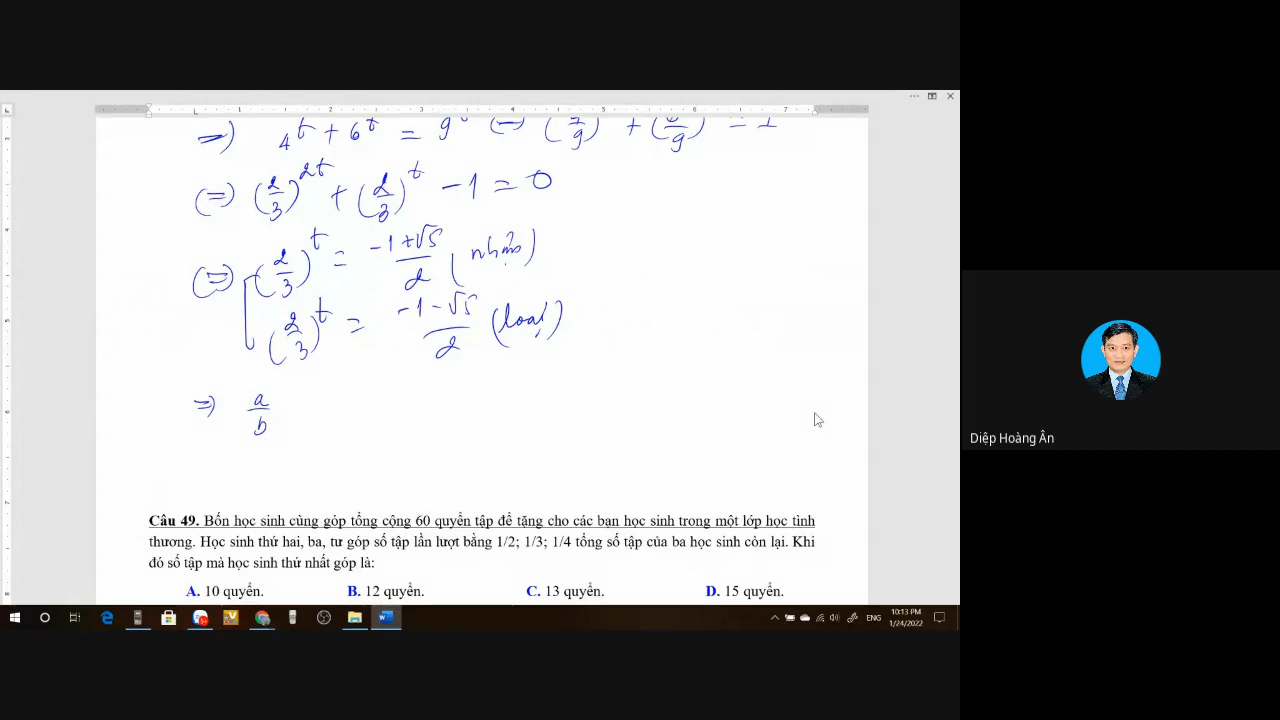 => 4^t + 6^t = 9^t <=> (4/9)^t + (6/9)^t = 1
<=> (2/3)^2t + (2/3)^t - 1 = 0
<=> (2/3)^t = (-1 + √5)/2 (nhận)
(2/3)^t = (-1 - √5)/2 (loại)
=> a/b
Diệp Hoàng Ân
Câu 49. Bốn học sinh cùng góp tổng cộng 60 quyển tập để tặng cho các bạn học sinh trong một lớp học tình
thương. Học sinh thứ hai, ba, tư góp số tập lần lượt bằng 1/2; 1/3; 1/4 tổng số tập của ba học sinh còn lại. Khi
đó số tập mà học sinh thứ nhất góp là:
A. 10 quyển. B. 12 quyển. C. 13 quyển. D. 15 quyển.
ENG
10:13 PM
1/24/2022